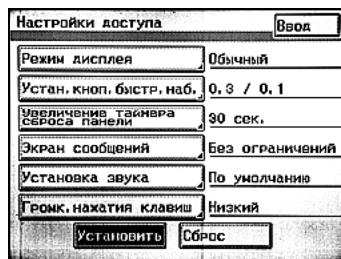 Настройки доступа
Ввод
Режим дисплея
Обычный
Устан. кноп. быстр. наб.
0.3 / 0.1
Увеличение таймера
сброса панели
90 сек.
Экран сообщений
Без ограничений
Установка звука
По умолчанию
Громк. нажатия клавиш
Низкий
Установить
Сброс